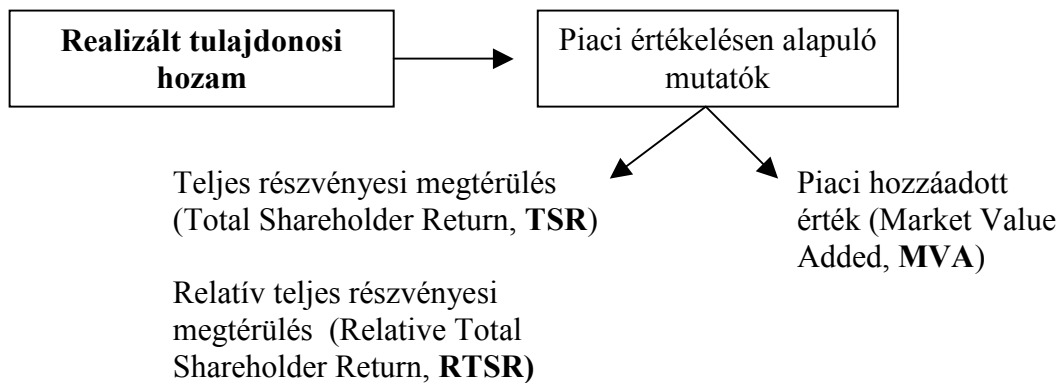 Realizált tulajdonosi
hozam
Piaci értékelésen alapuló
mutatók
Teljes részvényesi megtérülés
(Total Shareholder Return, TSR)
Relatív teljes részvényesi
megtérülés (Relative Total
Shareholder Return, RTSR)
Piaci hozzáadott
érték (Market Value
Added, MVA)